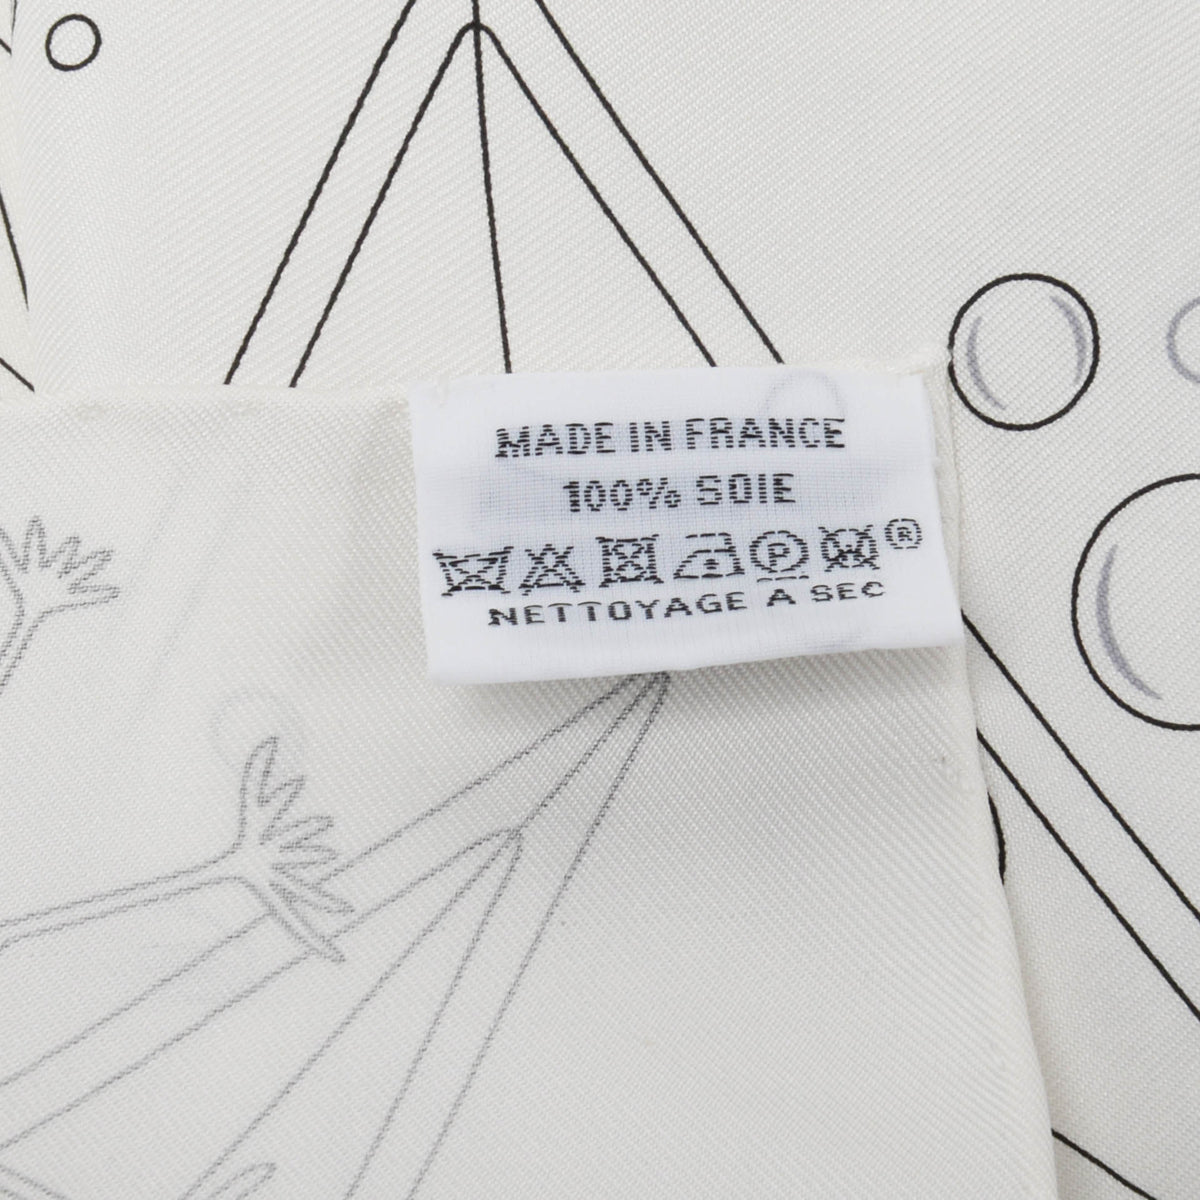 MADE IN FRANCE
100% SOIE
P W ®
NETTOYAGE A SEC